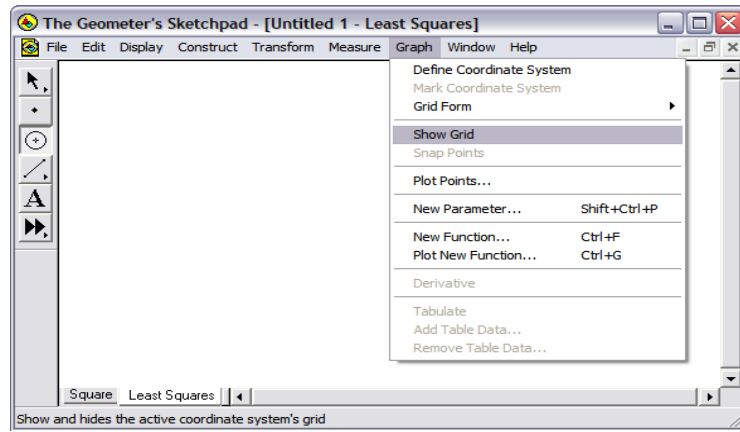 The Geometer's Sketchpad - [Untitled 1 - Least Squares]
File Edit Display Construct Transform Measure Graph Window Help
Define Coordinate System
Mark Coordinate System
Grid Form
Show Grid
Snap Points
Plot Points...
New Parameter... Shift+Ctrl+P
New Function... Ctrl+F
Plot New Function... Ctrl+G
Derivative
Tabulate
Add Table Data...
Remove Table Data...
A
Square Least Squares
Show and hides the active coordinate system's grid